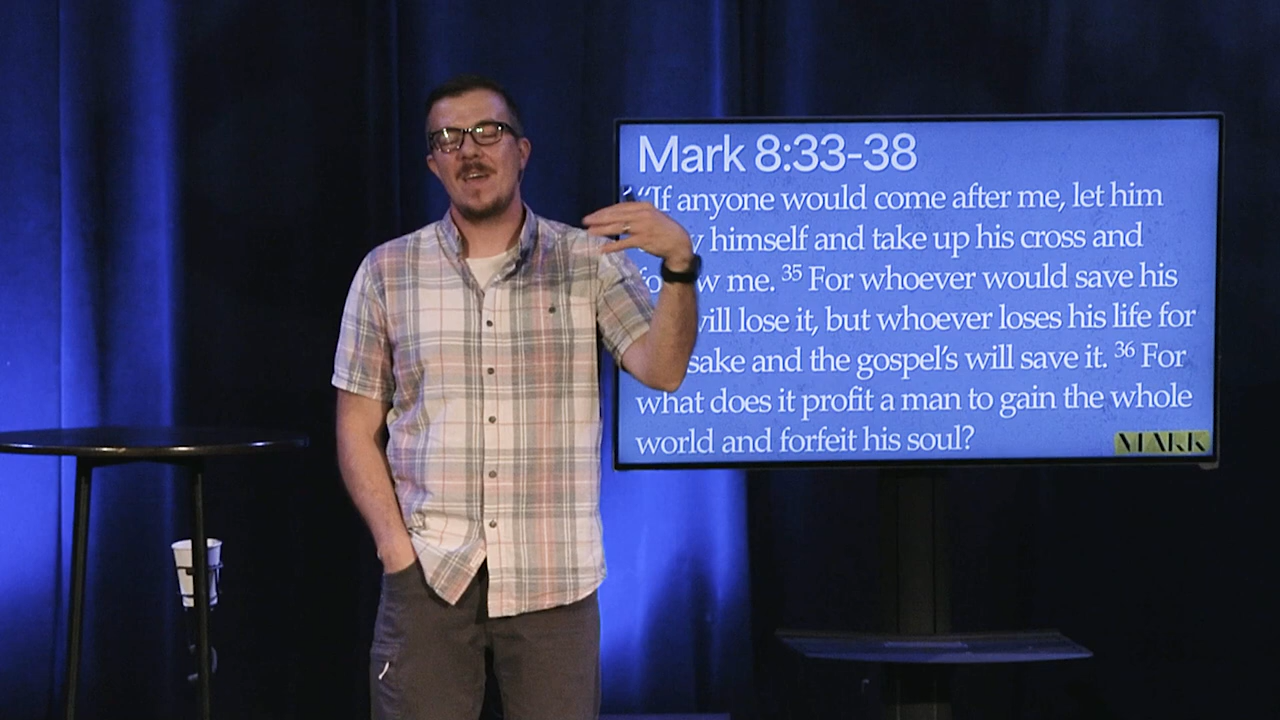 Mark 8:33-38
“If anyone would come after me, let him
himself and take up his cross and
me. 35 For whoever would save his
will lose it, but whoever loses his life for
sake and the gospel’s will save it. 36 For
what does it profit a man to gain the whole
world and forfeit his soul?
MARK